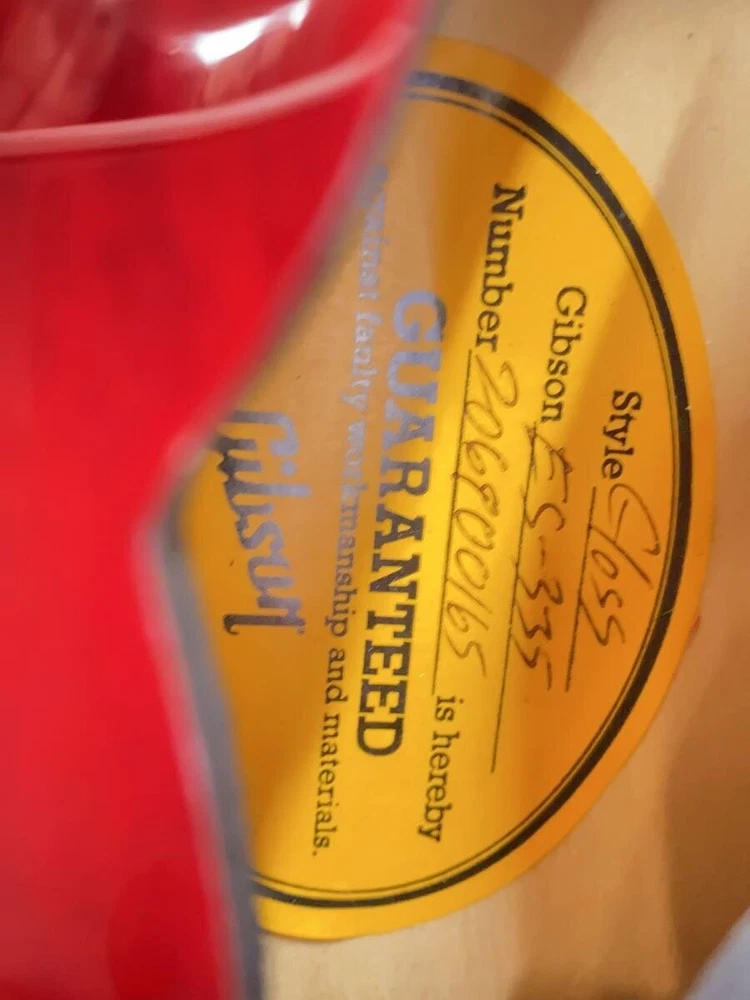 Style Gloss
Gibson ES-335
Number 206800165 is hereby
GUARANTEED
against faulty workmanship and materials.
Gibson